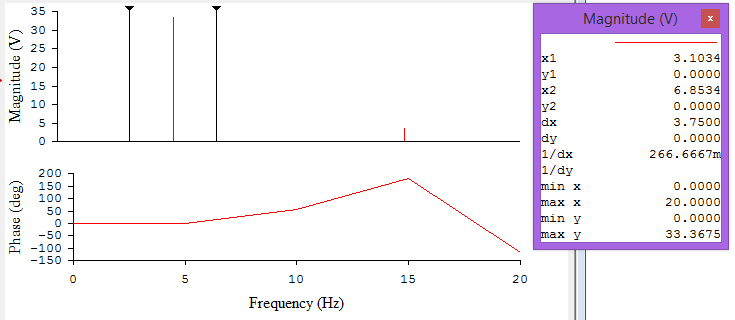 Magnitude (V)
35
30
25
20
15
10
5
0
Phase (deg)
200
150
100
50
0
-50
-100
-150
0 5 10 15 20
Frequency (Hz)
Magnitude (V) x
x1 3.1034
y1 0.0000
x2 6.8534
y2 0.0000
dx 3.7500
dy 0.0000
1/dx 266.6667m
1/dy
min x 0.0000
max x 20.0000
min y 0.0000
max y 33.3675